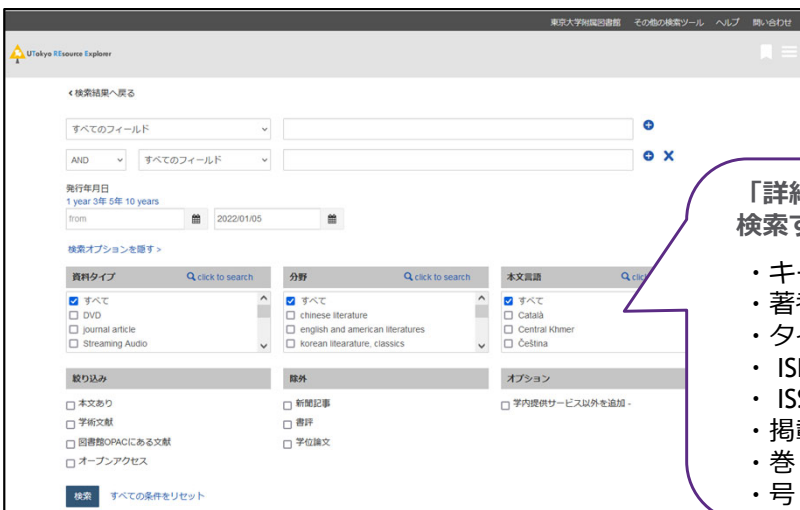 東京大学附属図書館 その他の検索ツール ヘルプ 問い合わせ
UTokyo REsource Explorer
<検索結果へ戻る
すべてのフィールド
AND すべてのフィールド
発行年月日
1 year 3年 5年 10 years
from 2022/01/05
検索オプションを隠す >
資料タイプ click to search 分野 click to search 本文言語
すべて すべて すべて
DVD chinese literature Català
journal article english and american literatures Central Khmer
Streaming Audio korean litearature, classics Čeština
絞り込み 除外 オプション
本文あり 新聞記事 学内提供サービス以外を追加 -
学術文献 書評
図書館OPACにある文献 学位論文
オープンアクセス
検索 すべての条件をリセット
「詳細
検索す
・キー
・著者
・タイ
・掲載
・巻
・号